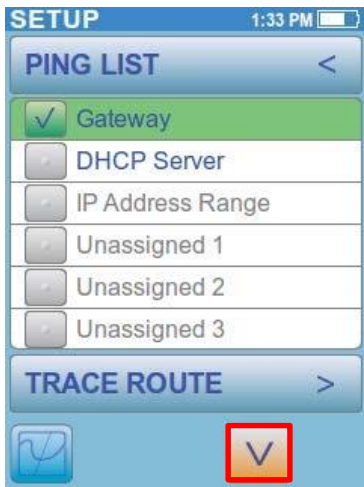 SETUP 1:33 PM
PING LIST <
Gateway
DHCP Server
IP Address Range
Unassigned 1
Unassigned 2
Unassigned 3
TRACE ROUTE >